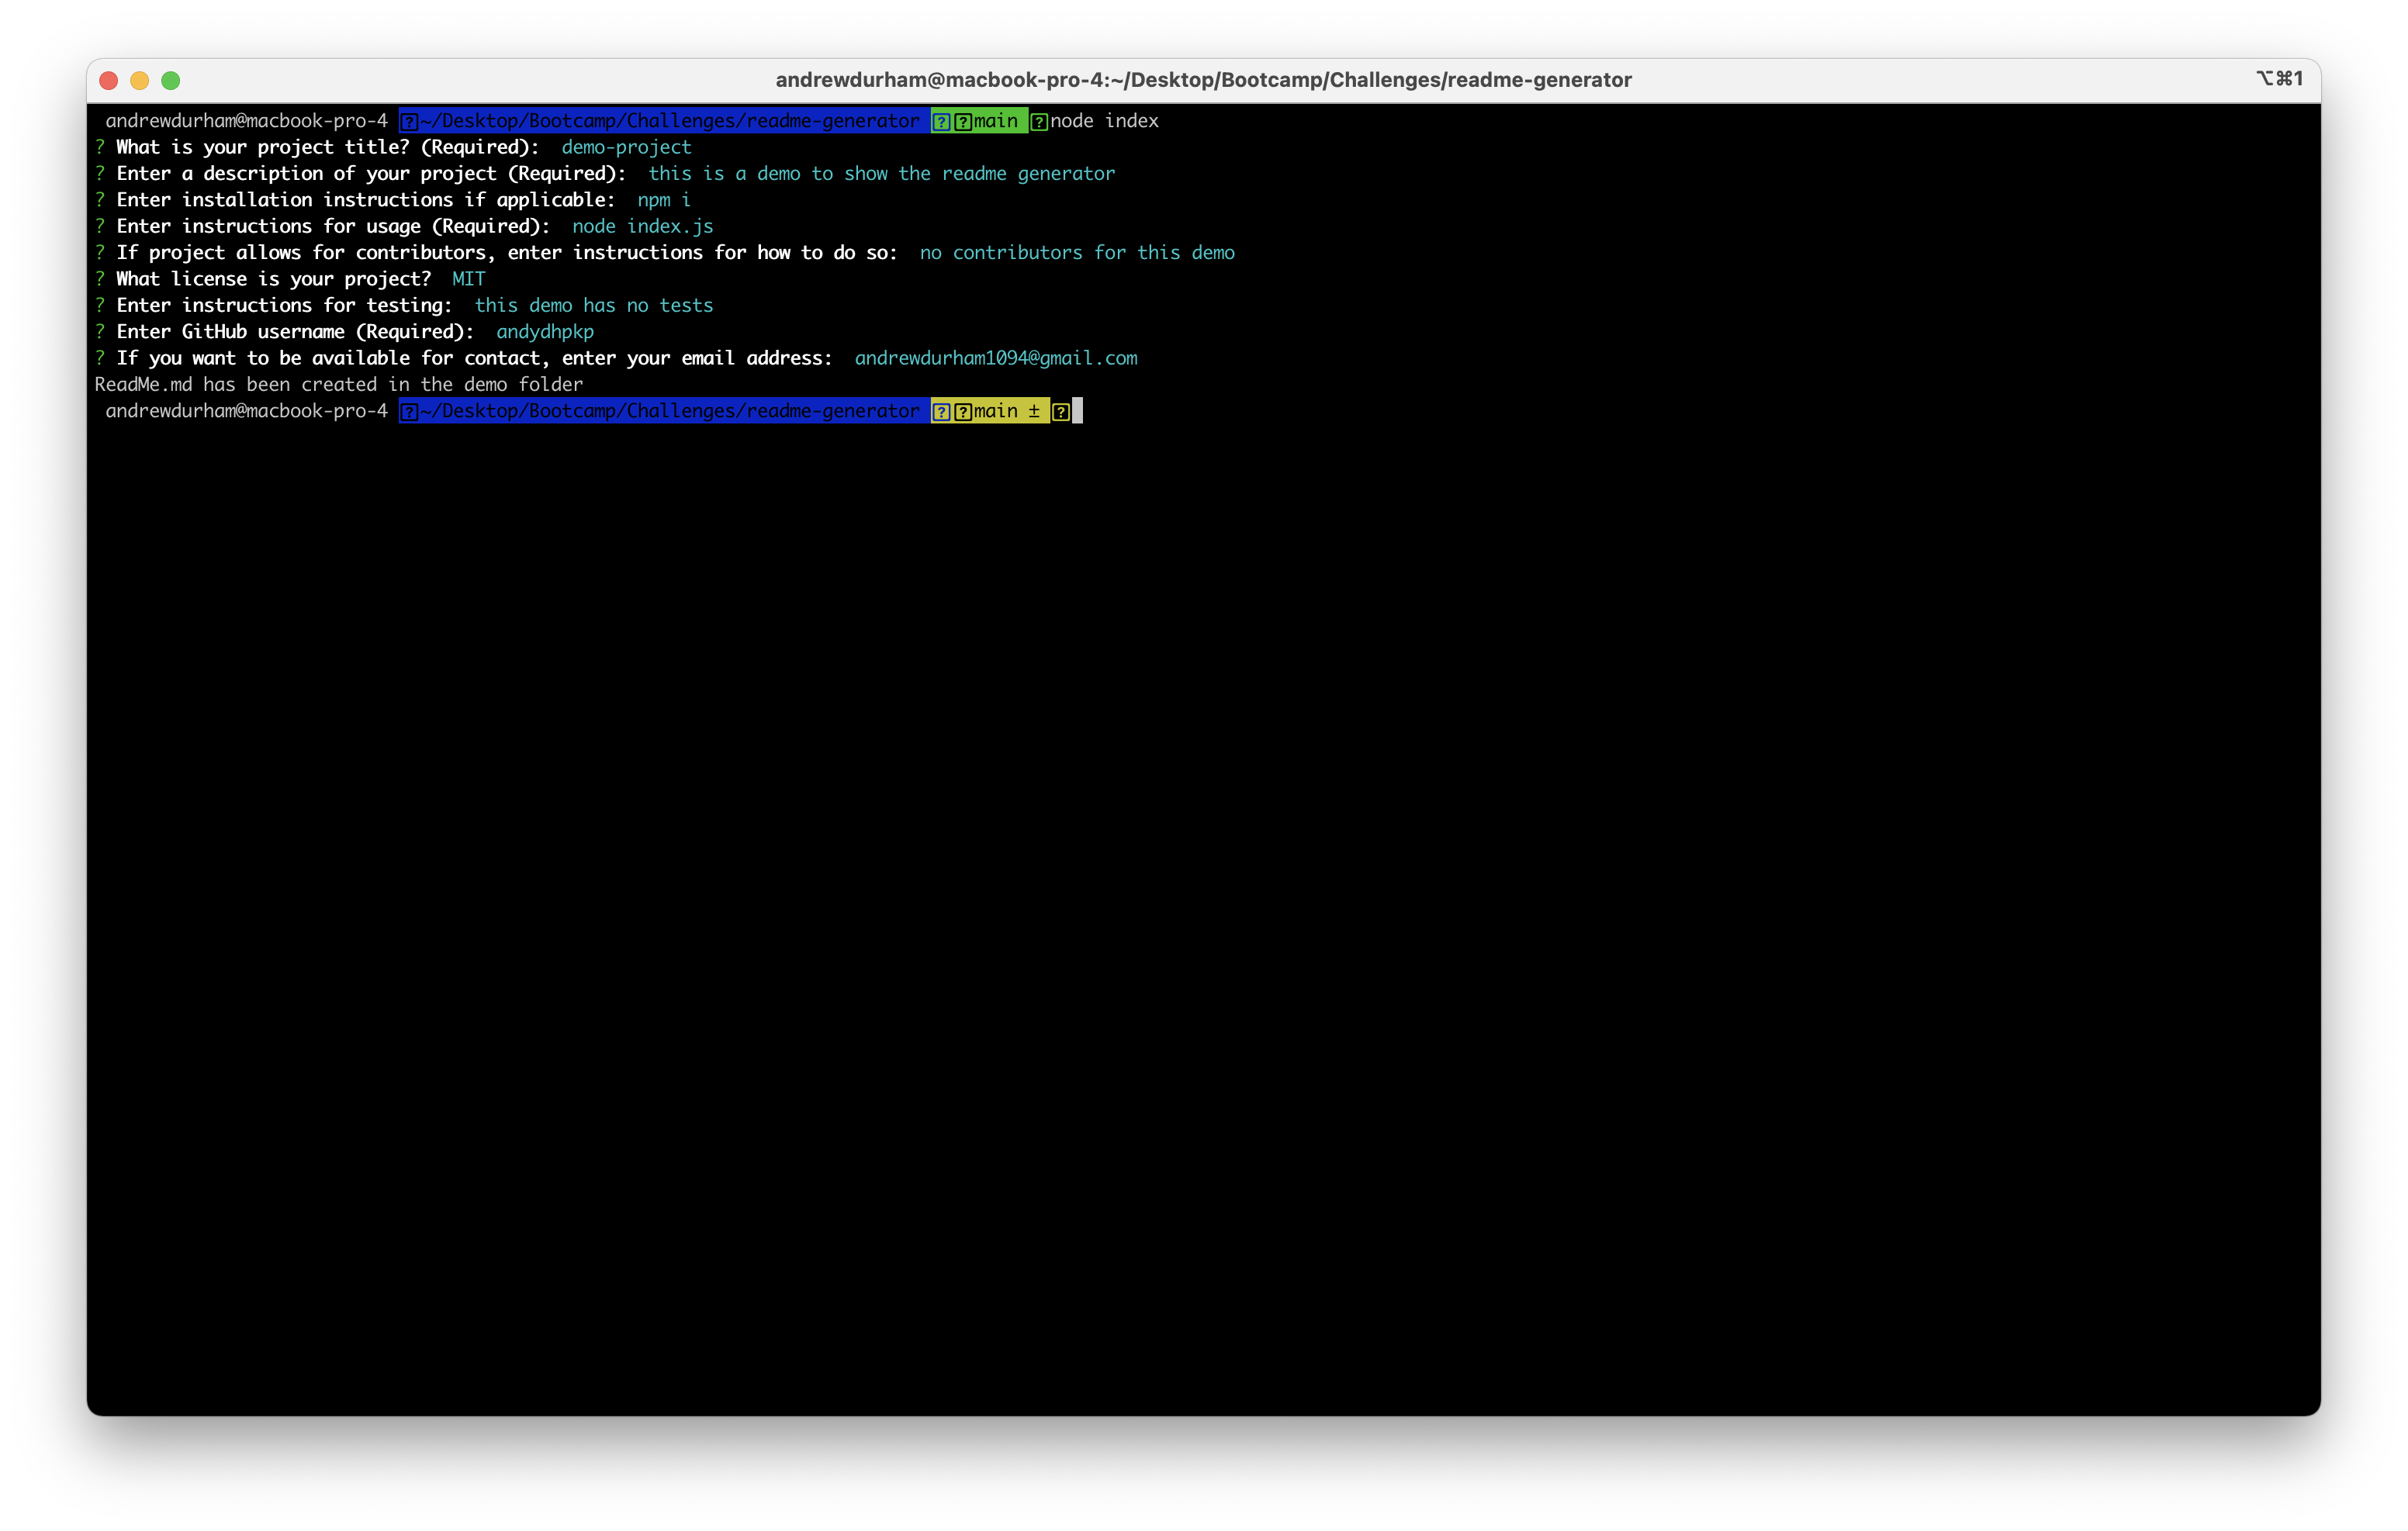 andrewdurham@macbook-pro-4:~/Desktop/Bootcamp/Challenges/readme-generator
⌥⌘1
andrewdurham@macbook-pro-4 ?~/Desktop/Bootcamp/Challenges/readme-generator ??main ?node index
? What is your project title? (Required): demo-project
? Enter a description of your project (Required): this is a demo to show the readme generator
? Enter installation instructions if applicable: npm i
? Enter instructions for usage (Required): node index.js
? If project allows for contributors, enter instructions for how to do so: no contributors for this demo
? What license is your project? MIT
? Enter instructions for testing: this demo has no tests
? Enter GitHub username (Required): andydhpkp
? If you want to be available for contact, enter your email address: andrewdurham1094@gmail.com
ReadMe.md has been created in the demo folder
andrewdurham@macbook-pro-4 ?~/Desktop/Bootcamp/Challenges/readme-generator ??main ± ?